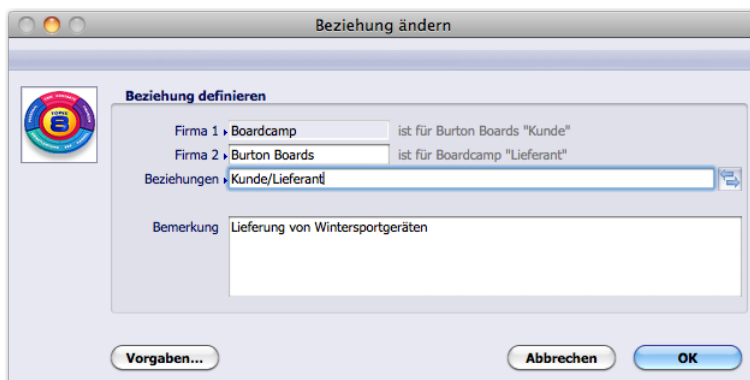 Beziehung ändern
Beziehung definieren
Firma 1 Boardcamp ist für Burton Boards "Kunde"
Firma 2 Burton Boards ist für Boardcamp "Lieferant"
Beziehungen Kunde/Lieferant
Bemerkung Lieferung von Wintersportgeräten
Vorgaben... Abbrechen OK